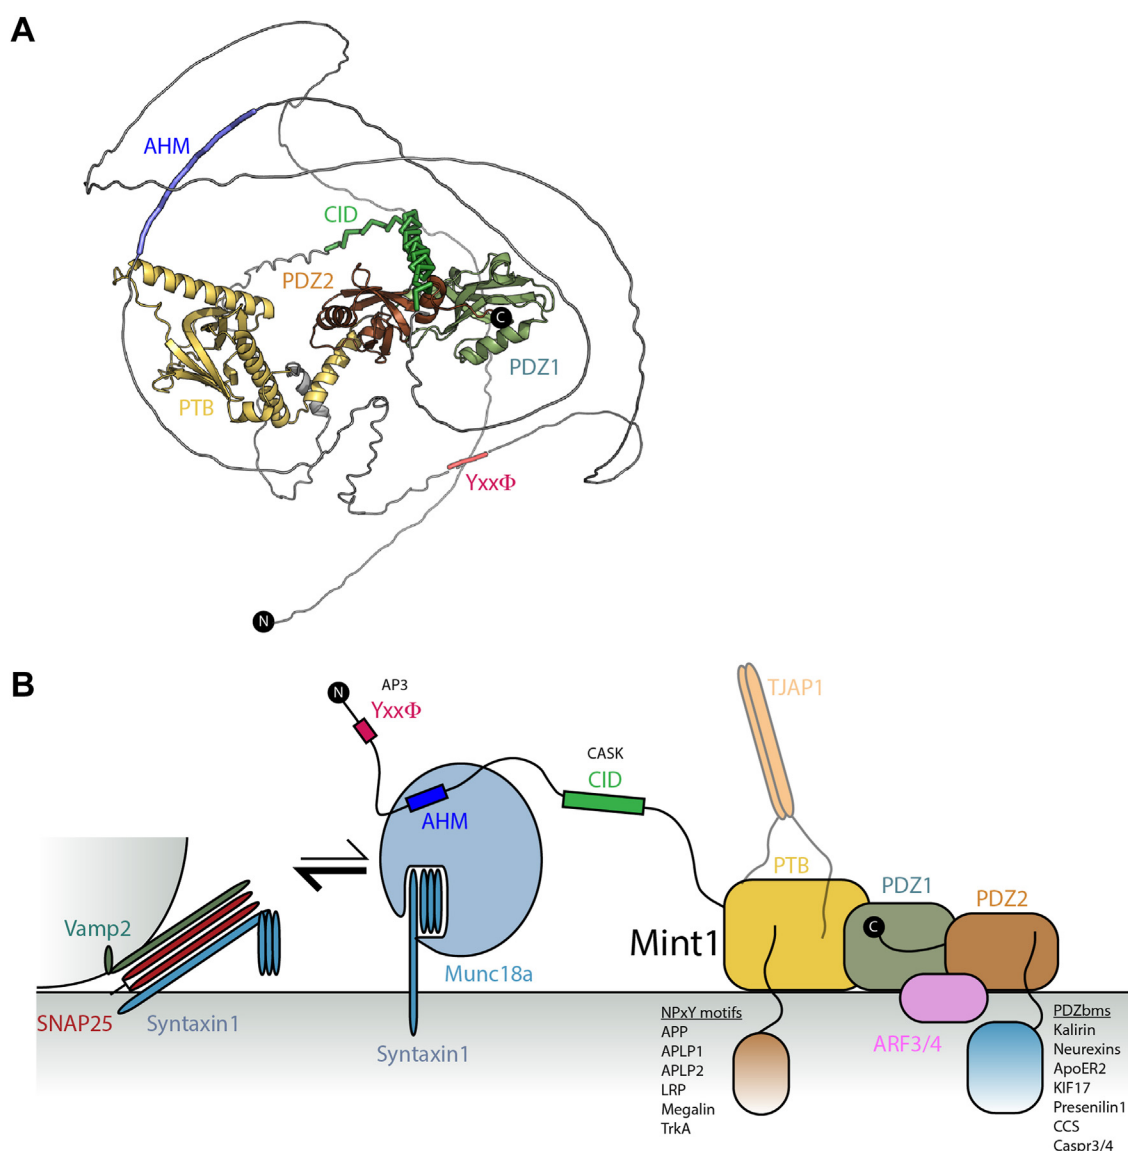 A
AHM
CID
PDZ2
C
PDZ1
PTB
YxxΦ
N
B
N
AP3
YxxΦ
TJAP1
CASK
CID
AHM
PTB
PDZ1
PDZ2
C
Vamp2
Mint1
Munc18a
SNAP25
Syntaxin1
Syntaxin1
ARF3/4
NPxY motifs
APP
APLP1
APLP2
LRP
Megalin
TrkA
PDZbms
Kalirin
Neurexins
ApoER2
KIF17
Presenilin1
CCS
Caspr3/4